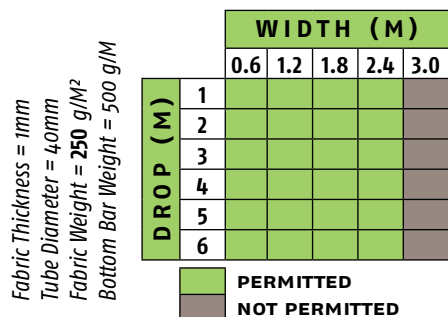 Fabric Thickness = 1mm
Tube Diameter = 40mm
Fabric Weight = 250 g/M²
Bottom Bar Weight = 500 g/M
WIDTH (M)
0.6 1.2 1.8 2.4 3.0
DROP (M)
1
2
3
4
5
6
PERMITTED
NOT PERMITTED